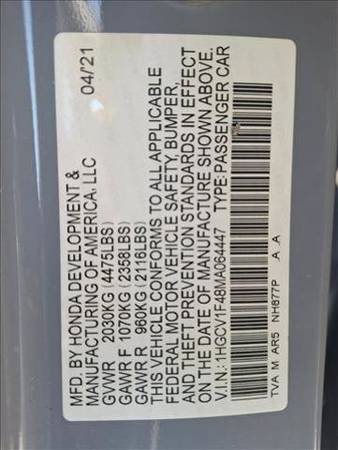 MFD. BY HONDA DEVELOPMENT &
MANUFACTURING OF AMERICA, LLC 04/21
GVWR 2030KG (4475LBS)
GAWR F 1070KG (2358LBS)
GAWR R 960KG (2116LBS)
THIS VEHICLE CONFORMS TO ALL APPLICABLE
FEDERAL MOTOR VEHICLE SAFETY, BUMPER,
AND THEFT PREVENTION STANDARDS IN EFFECT
ON THE DATE OF MANUFACTURE SHOWN ABOVE.
V.I.N.: 1HGCV1F48MA064447 TYPE: PASSENGER CAR
TVA M AR5 NH877P A A